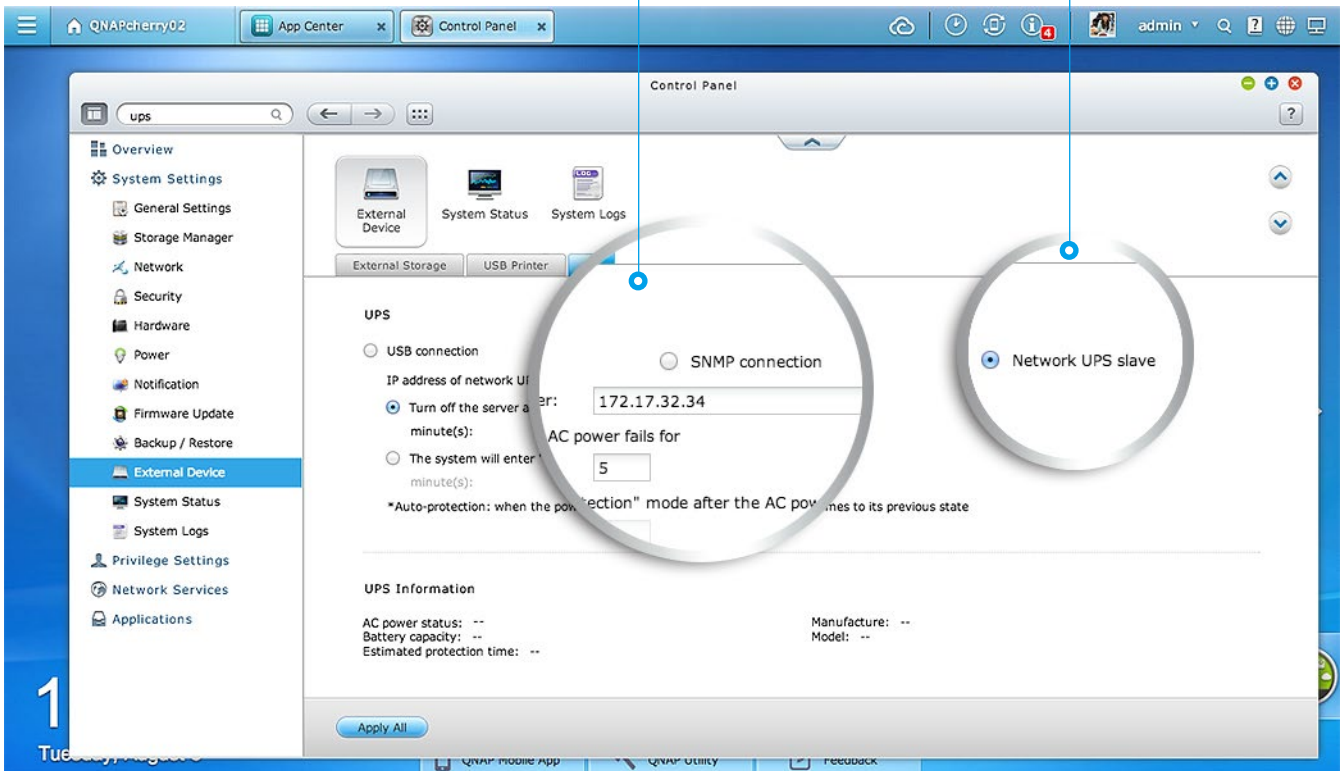 QNAPcherry02 App Center x Control Panel x 4 admin ?
Control Panel
ups ?
Overview
System Settings
General Settings
Storage Manager
Network
Security
Hardware
Power
Notification
Firmware Update
Backup / Restore
External Device
System Status
System Logs
Privilege Settings
Network Services
Applications
External Device
System Status
LOG
System Logs
External Storage USB Printer
UPS
USB connection
SNMP connection
Network UPS slave
IP address of network
172.17.32.34
Turn off the server
AC power fails for
minute(s):
5
The system will enter
mode after the AC
minute(s):
*Auto-protection: when the
to its previous state
UPS Information
AC power status: --
Battery capacity: --
Estimated protection time: --
Manufacture: --
Model: --
Apply All
1
QNAP Mobile App QNAP Utility Feedback